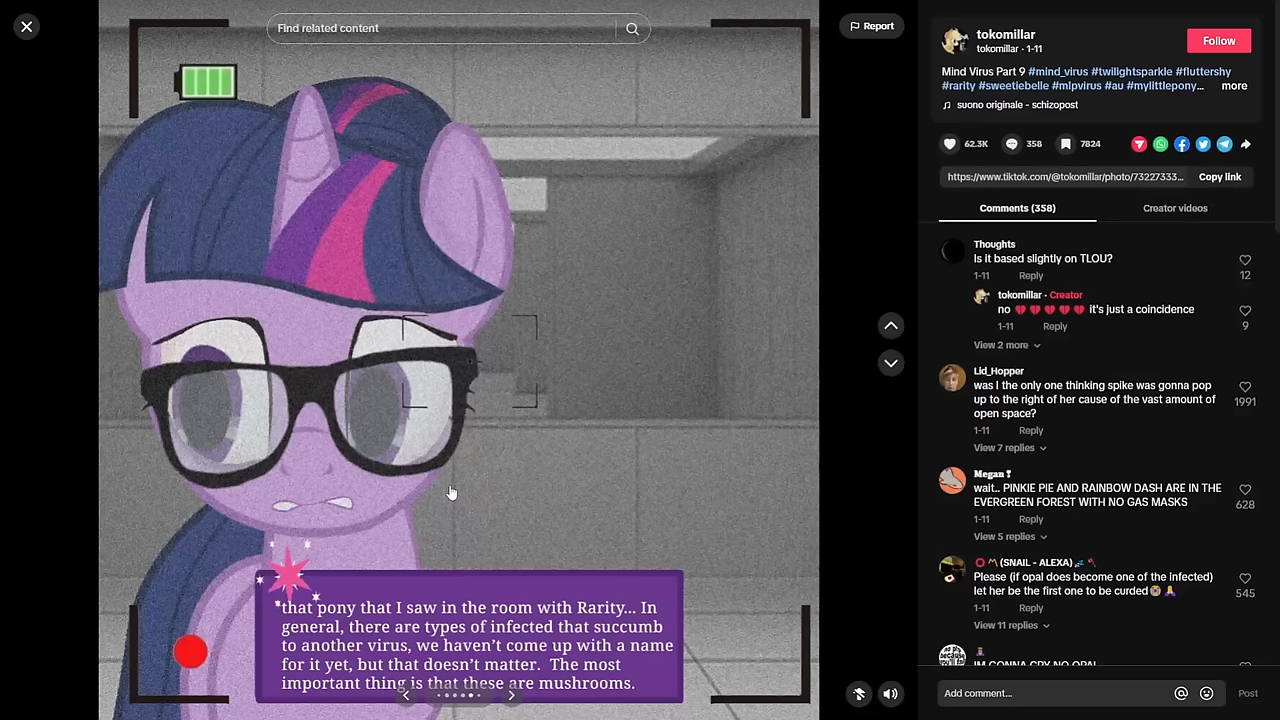 Find related content
that pony that I saw in the room with Rarity... In
general, there are types of infected that succumb
to another virus, we haven't come up with a name
for it yet, but that doesn't matter. The most
important thing is that these are mushrooms.
Report
tokomillar
tokomillar · 1-11
Follow
Mind Virus Part 9 #mind_virus #twilightsparkle #fluttershy
#rarity #sweetiebelle #mlpvirus #au #mylittlepony... more
suono originale - schizopost
62.3K
358
7824
https://www.tiktok.com/@tokomillar/photo/73227333... Copy link
Comments (358)
Creator videos
Thoughts
Is it based slightly on TLOU?
1-11 Reply
12
tokomillar · Creator
no 💔 💔 💔 💔 💔 it's just a coincidence
1-11 Reply
9
View 2 more
Lid_Hopper
was I the only one thinking spike was gonna pop
up to the right of her cause of the vast amount of
open space?
1-11 Reply
1991
View 7 replies
Megan
wait.. PINKIE PIE AND RAINBOW DASH ARE IN THE
EVERGREEN FOREST WITH NO GAS MASKS
1-11 Reply
628
View 5 replies
(SNAIL - ALEXA)
Please (if opal does become one of the infected)
let her be the first one to be curded
1-11 Reply
545
View 11 replies
IM GONNA CRY NO OPAL
Add comment...
Post